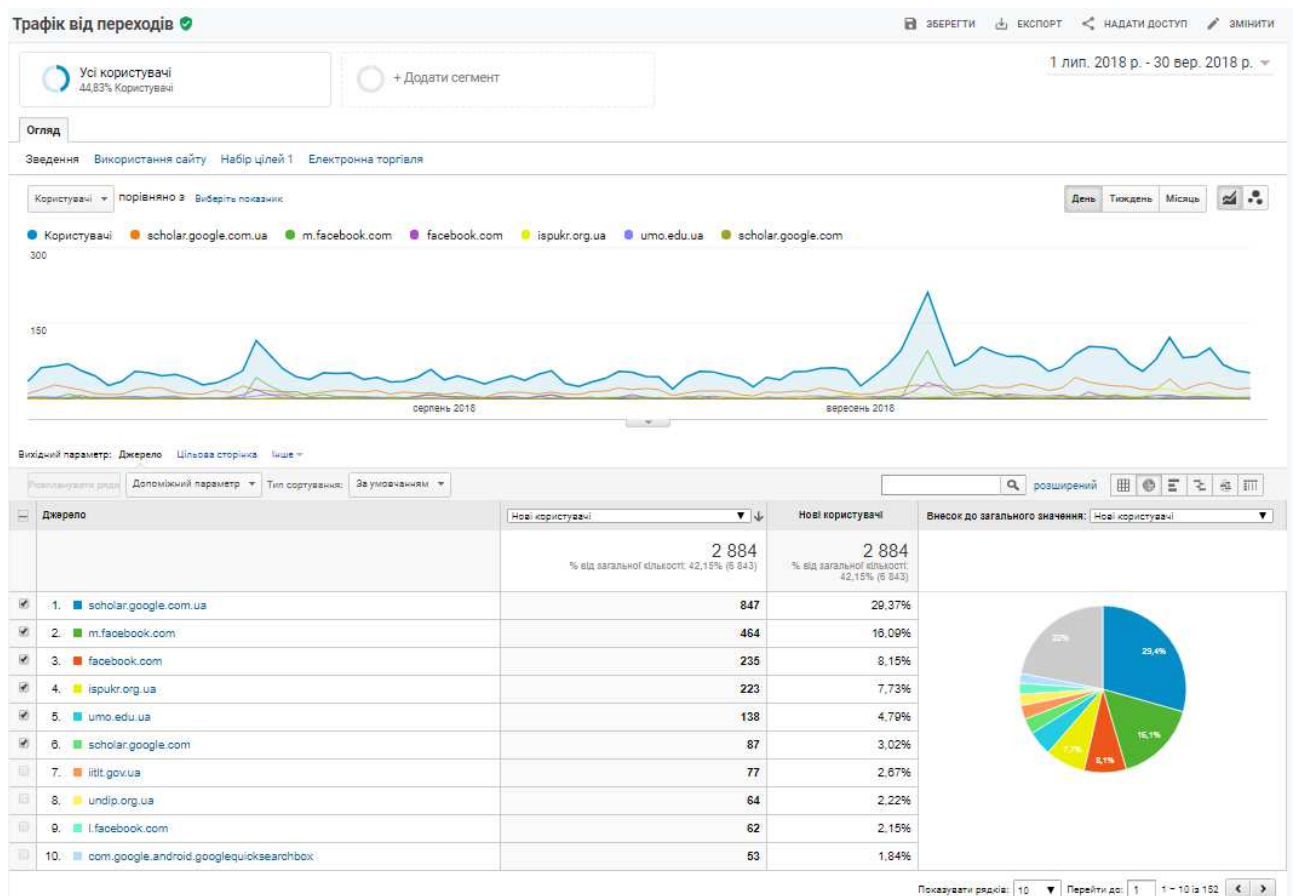 Трафік від переходів
ЗБЕРЕГТИ ЕКСПОРТ НАДАТИ ДОСТУП ЗМІНИТИ
Усі користувачі
44,83% Користувачі
+ Додати сегмент
1 лип. 2018 р. - 30 вер. 2018 р.
Огляд
Зведення Використання сайту Набір цілей 1 Електронна торгівля
Користувачі порівняно з Виберіть показник
День Тиждень Місяць
Користувачі scholar.google.com.ua m.facebook.com facebook.com ispukr.org.ua umo.edu.ua scholar.google.com
300
150
серпень 2018 вересень 2018
Вихідний параметр: Джерело Цільова сторінка Інше
Розпланувати ряди Допоміжний параметр Тип сортування: За умовчанням розширений
Джерело Нові користувачі Нові користувачі Внесок до загального значення: Нові користувачі
2 884 2 884
% від загальної кількості: 42,15% (6 843) % від загальної кількості:
42,15% (6 843)
1. scholar.google.com.ua 847 29,37%
2. m.facebook.com 464 16,09%
3. facebook.com 235 8,15%
4. ispukr.org.ua 223 7,73%
5. umo.edu.ua 138 4,79%
6. scholar.google.com 87 3,02%
7. iitlt.gov.ua 77 2,67%
8. undip.org.ua 64 2,22%
9. l.facebook.com 62 2,15%
10. com.google.android.googlequicksearchbox 53 1,84%
22%
29,4%
16,1%
7,7%
8,1%
Показувати рядків: 10 Перейти до: 1 1 – 10 із 152